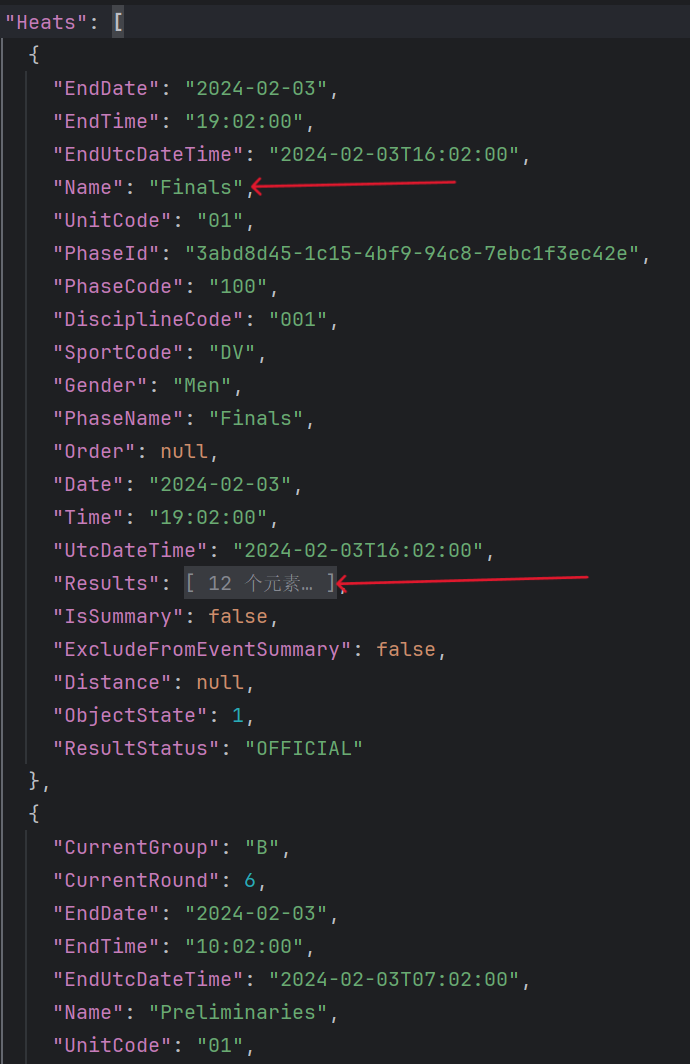 "Heats": [
{
"EndDate": "2024-02-03",
"EndTime": "19:02:00",
"EndUtcDateTime": "2024-02-03T16:02:00",
"Name": "Finals",
"UnitCode": "01",
"PhaseId": "3abd8d45-1c15-4bf9-94c8-7ebc1f3ec42e",
"PhaseCode": "100",
"DisciplineCode": "001",
"SportCode": "DV",
"Gender": "Men",
"PhaseName": "Finals",
"Order": null,
"Date": "2024-02-03",
"Time": "19:02:00",
"UtcDateTime": "2024-02-03T16:02:00",
"Results": [ 12 个元素… ],
"IsSummary": false,
"ExcludeFromEventSummary": false,
"Distance": null,
"ObjectState": 1,
"ResultStatus": "OFFICIAL"
},
{
"CurrentGroup": "B",
"CurrentRound": 6,
"EndDate": "2024-02-03",
"EndTime": "10:02:00",
"EndUtcDateTime": "2024-02-03T07:02:00",
"Name": "Preliminaries",
"UnitCode": "01",